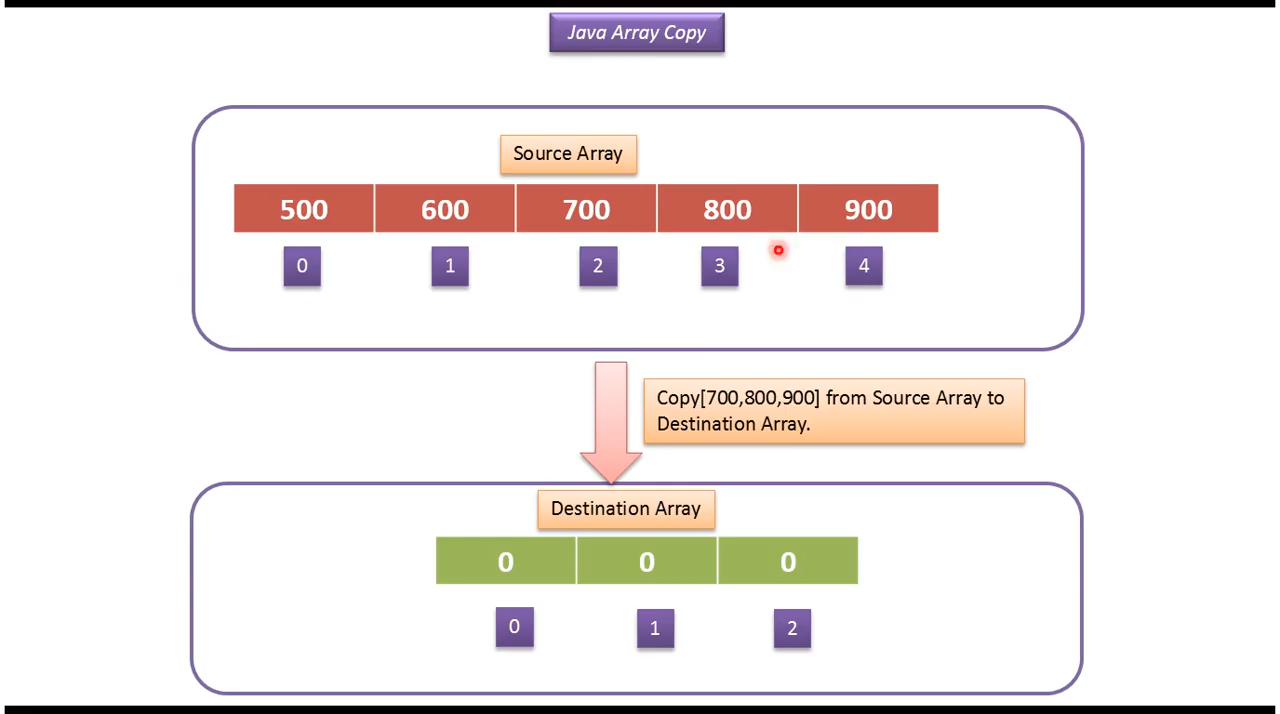 Java Array Copy
Source Array
500 600 700 800 900
0 1 2 3 4
Copy[700,800,900] from Source Array to
Destination Array.
Destination Array
0 0 0
0 1 2